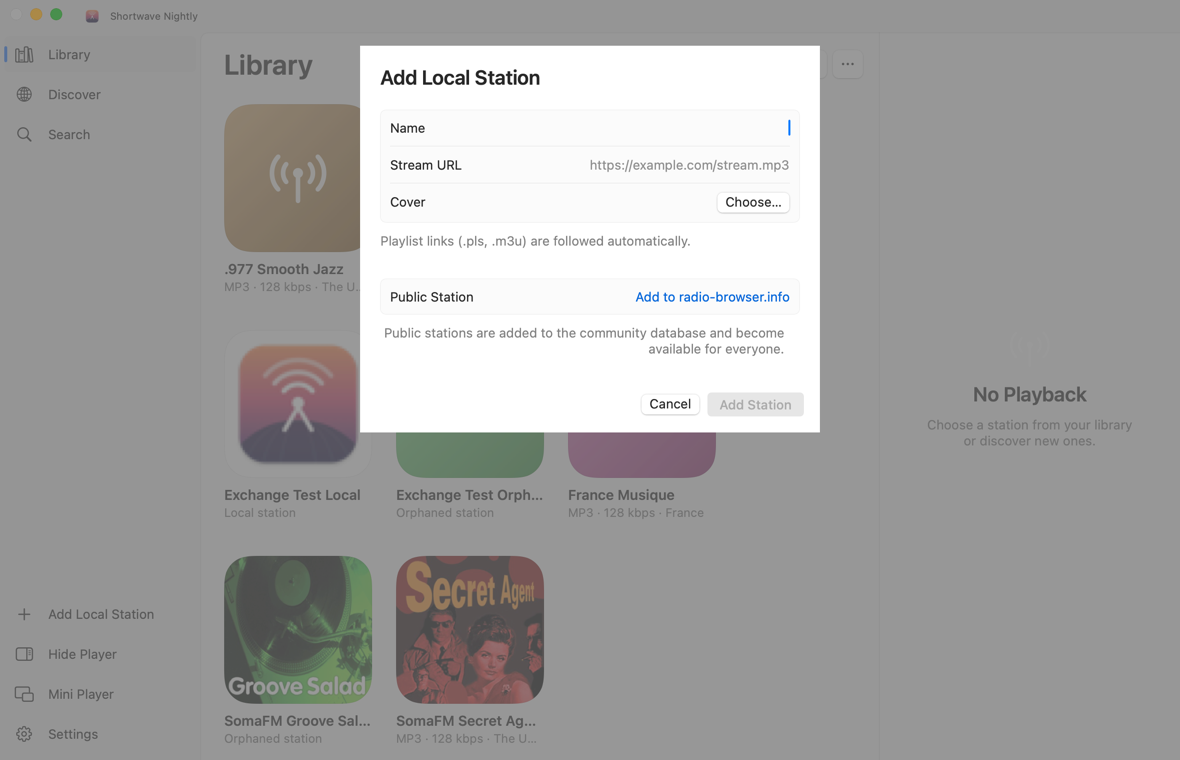 Shortwave Nightly
Library
Discover
Search
Add Local Station
Hide Player
Mini Player
Settings
Library
.977 Smooth Jazz
MP3 · 128 kbps · The U...
Exchange Test Local
Local station
Exchange Test Orph...
Orphaned station
France Musique
MP3 · 128 kbps · France
Groove Salad
SomaFM Groove Sal...
Orphaned station
Secret Agent
SomaFM Secret Ag...
MP3 · 128 kbps · The U...
Add Local Station
Name
Stream URL https://example.com/stream.mp3
Cover Choose...
Playlist links (.pls, .m3u) are followed automatically.
Public Station Add to radio-browser.info
Public stations are added to the community database and become
available for everyone.
Cancel Add Station
No Playback
Choose a station from your library
or discover new ones.